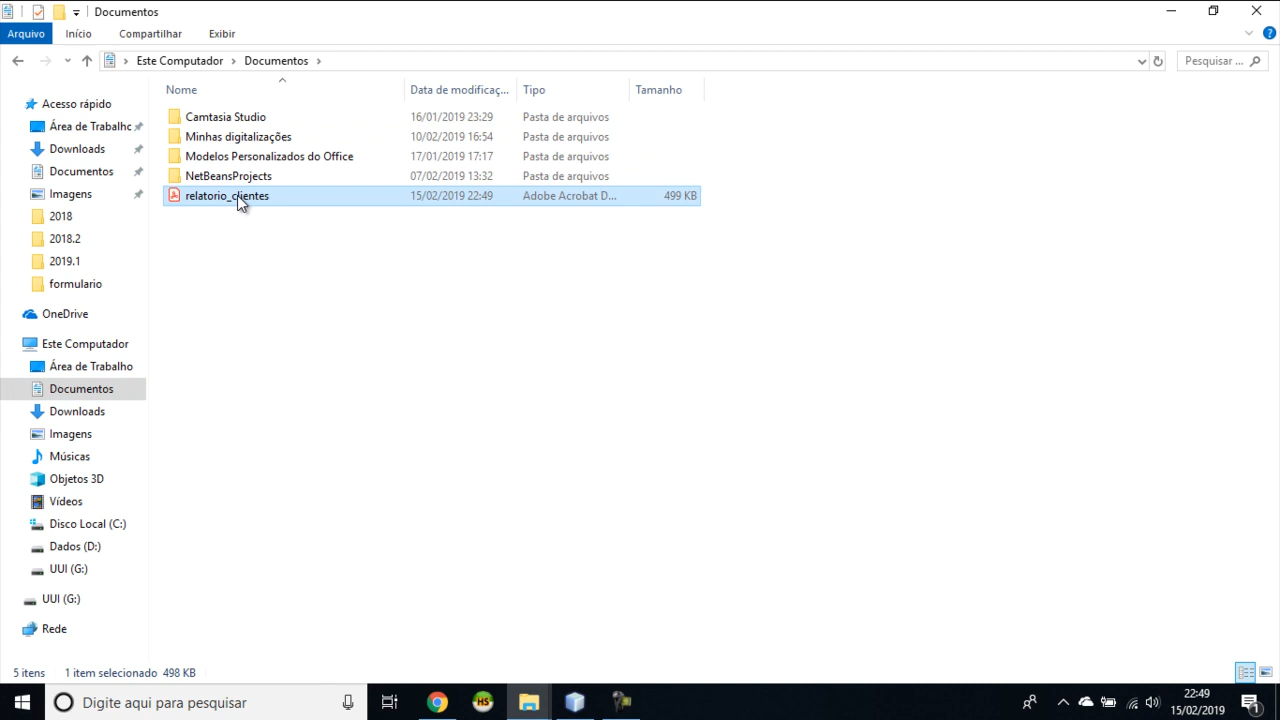 Documentos
Arquivo Início Compartilhar Exibir
Este Computador Documentos Pesquisar ...
Nome Data de modificaç... Tipo Tamanho
Camtasia Studio 16/01/2019 23:29 Pasta de arquivos
Minhas digitalizações 10/02/2019 16:54 Pasta de arquivos
Modelos Personalizados do Office 17/01/2019 17:17 Pasta de arquivos
NetBeansProjects 07/02/2019 13:32 Pasta de arquivos
relatorio_clientes 15/02/2019 22:49 Adobe Acrobat D... 499 KB
Acesso rápido
Área de Trabalho
Downloads
Documentos
Imagens
2018
2018.2
2019.1
formulario
OneDrive
Este Computador
Área de Trabalho
Documentos
Downloads
Imagens
Músicas
Objetos 3D
Vídeos
Disco Local (C:)
Dados (D:)
UUI (G:)
UUI (G:)
Rede
5 itens 1 item selecionado 498 KB
Digite aqui para pesquisar
HS
22:49
15/02/2019
1